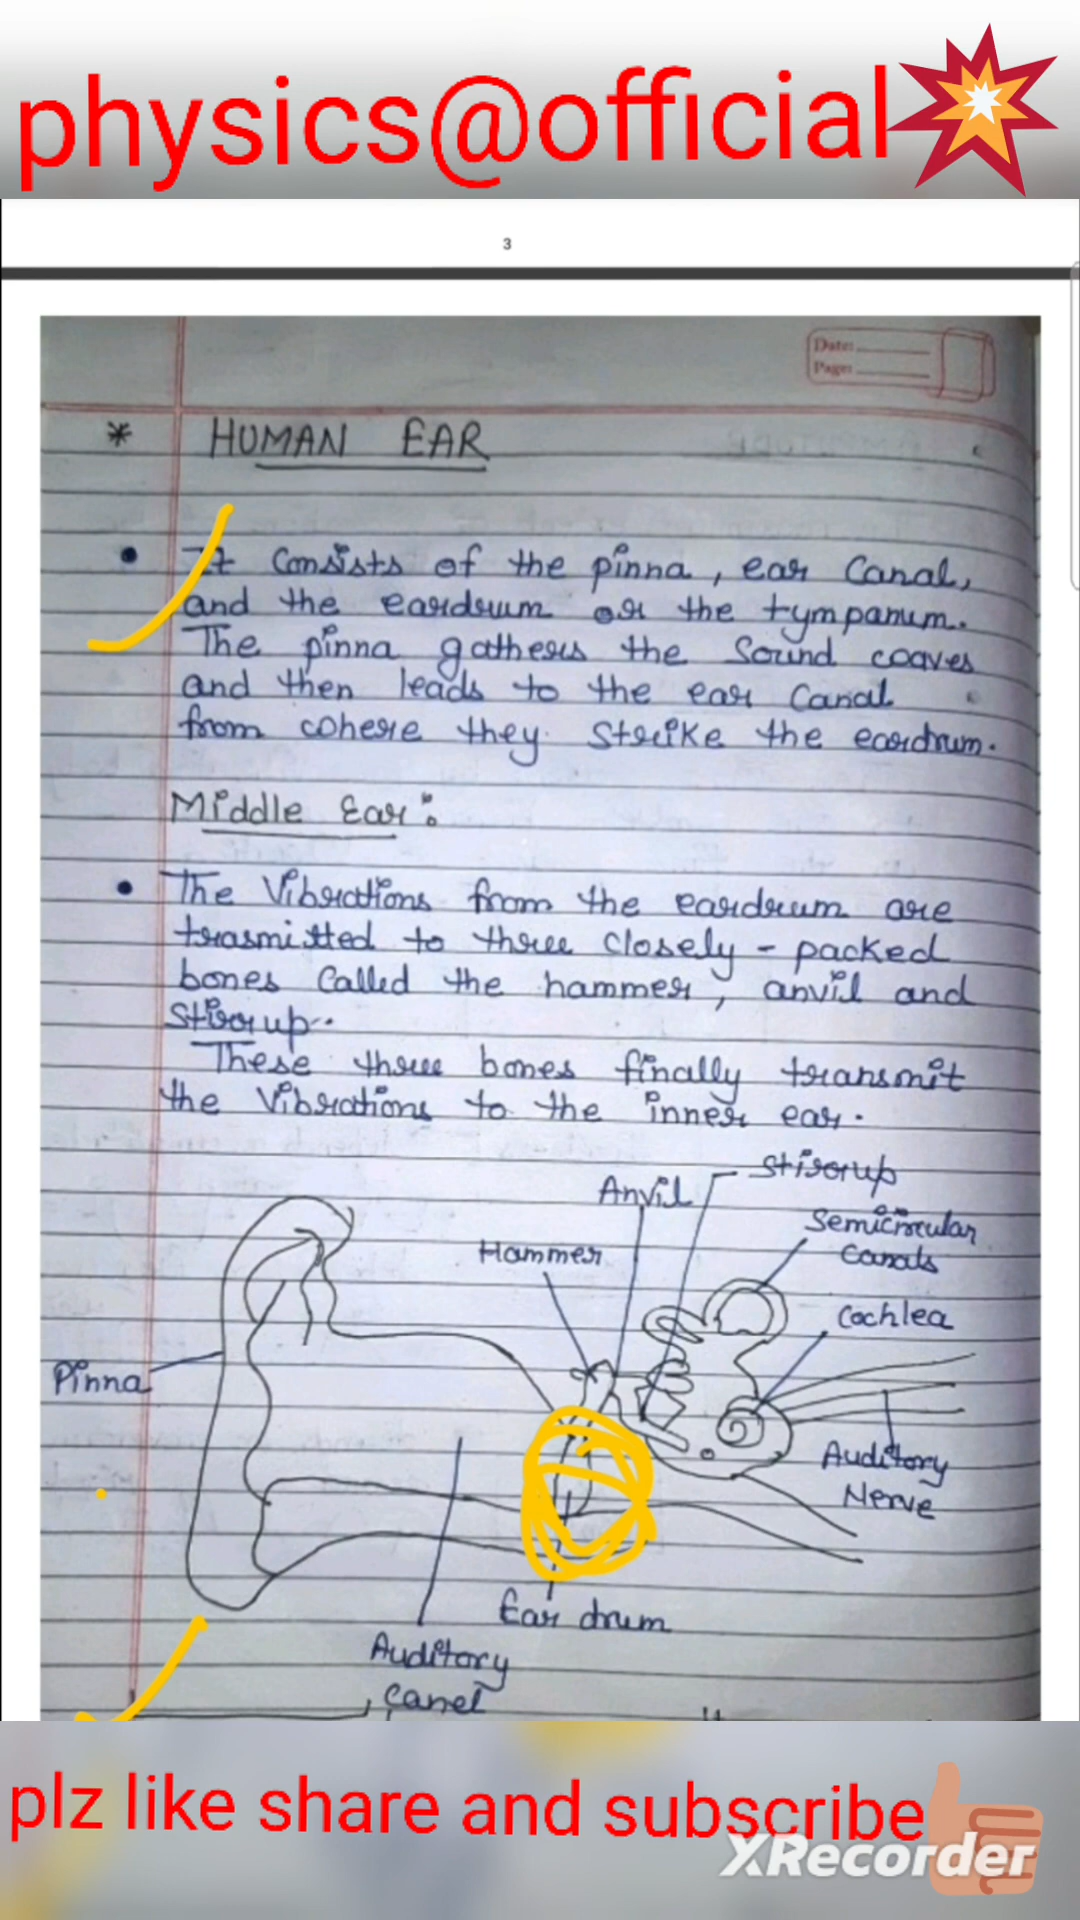 physics@official
3
Date:
Page:
* HUMAN EAR
• It Consists of the pinna, ear Canal,
and the eardrum or the tympanum.
The pinna gathers the Sound waves
and then leads to the ear Canal
from where they strike the eardrum.
Middle Ear:
• The Vibrations from the eardrum are
trasmitted to three closely - packed
bones Called the hammer, anvil and
stirrup.
These three bones finally transmit
the Vibrations to the inner ear.
Stirrup
Anvil
Semicircular
Canals
Hammer
Cochlea
Pinna
Auditory
Nerve
Ear drum
Auditory
Canel
plz like share and subscribe
XRecorder